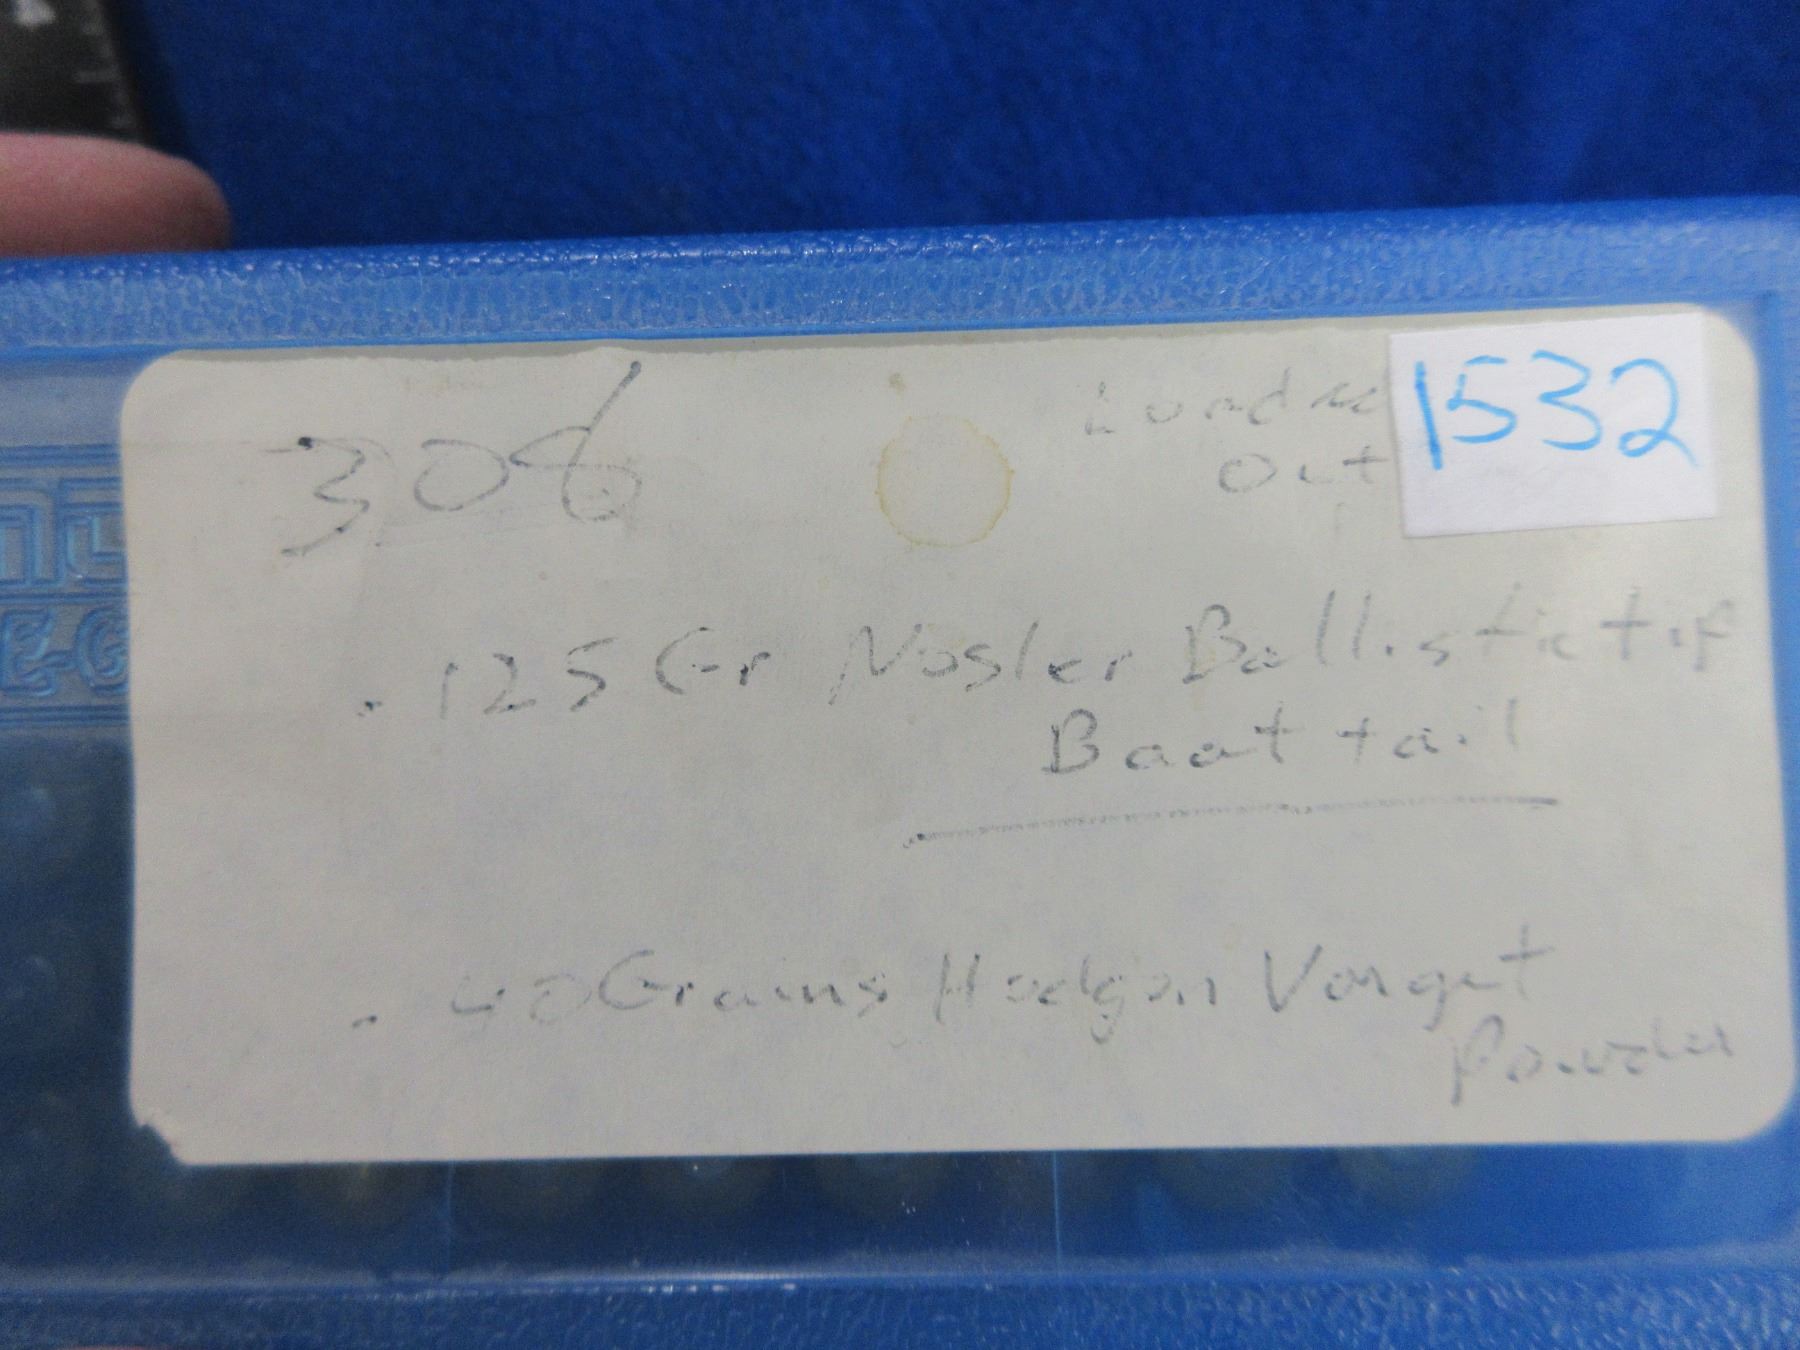 306
Loaded
Out
1532
. 125 Gr Nosler Ballistic tip
Boat tail
. 40 Grains Hodgon Varget
Powder